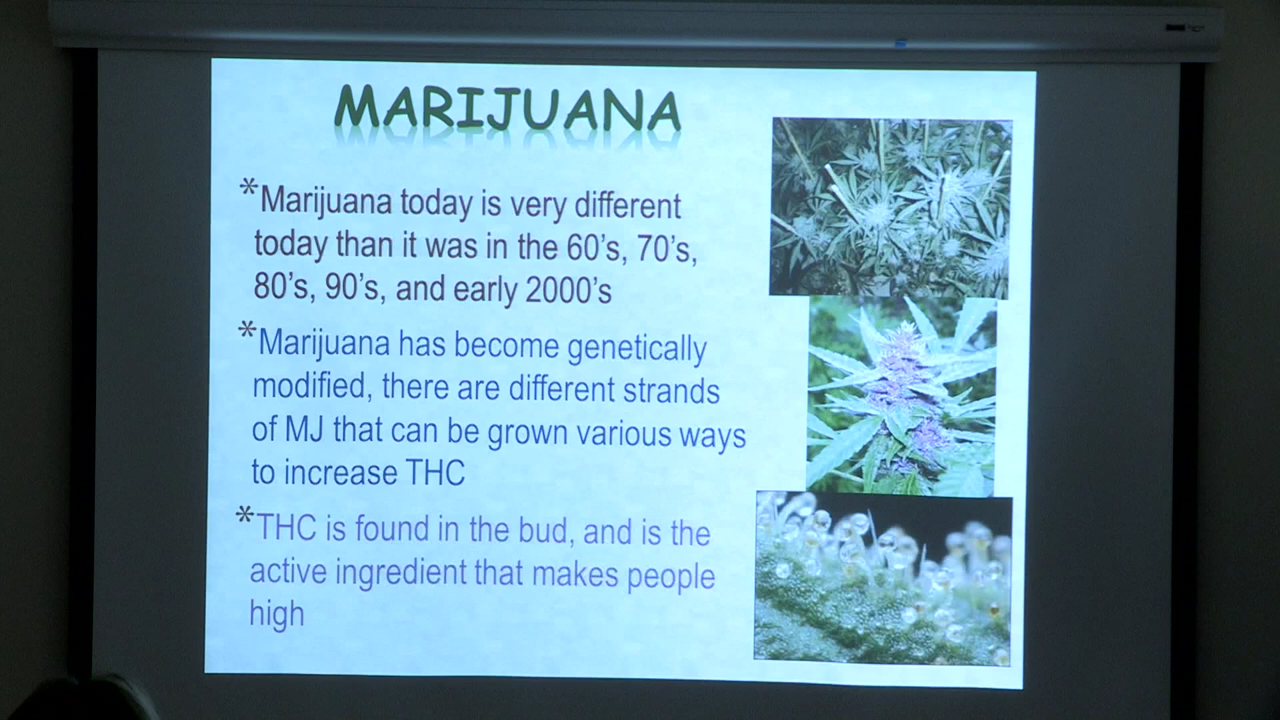 MARIJUANA
*Marijuana today is very different
today than it was in the 60's, 70's,
80's, 90's, and early 2000's
*Marijuana has become genetically
modified, there are different strands
of MJ that can be grown various ways
to increase THC
*THC is found in the bud, and is the
active ingredient that makes people
high